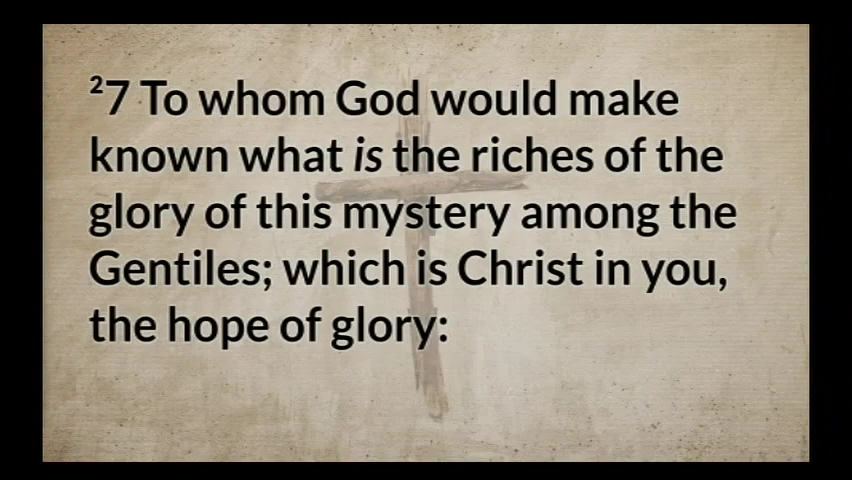 ²7 To whom God would make
known what is the riches of the
glory of this mystery among the
Gentiles; which is Christ in you,
the hope of glory: